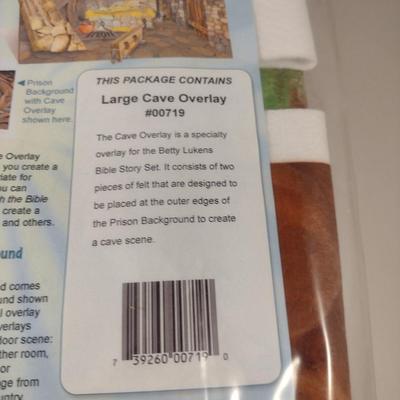 ◀ Prison
Background
with Cave
Overlay
shown here.
e Overlay
you create a
iate for
ou can
h the Bible
create a
and others.
und
d comes
und shown
l overlay
verlays
door scene:
ther room,
or
ge from
untry
THIS PACKAGE CONTAINS
Large Cave Overlay
#00719
The Cave Overlay is a specialty
overlay for the Betty Lukens
Bible Story Set. It consists of two
pieces of felt that are designed to
be placed at the outer edges of
the Prison Background to create
a cave scene.
7 39260 00719 0